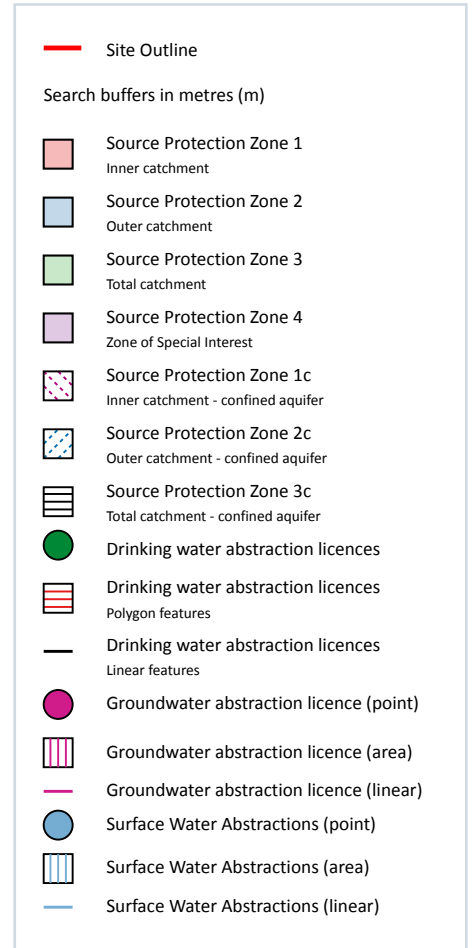 Site Outline
Search buffers in metres (m)
Source Protection Zone 1
Inner catchment
Source Protection Zone 2
Outer catchment
Source Protection Zone 3
Total catchment
Source Protection Zone 4
Zone of Special Interest
Source Protection Zone 1c
Inner catchment - confined aquifer
Source Protection Zone 2c
Outer catchment - confined aquifer
Source Protection Zone 3c
Total catchment - confined aquifer
Drinking water abstraction licences
Drinking water abstraction licences
Polygon features
Drinking water abstraction licences
Linear features
Groundwater abstraction licence (point)
Groundwater abstraction licence (area)
Groundwater abstraction licence (linear)
Surface Water Abstractions (point)
Surface Water Abstractions (area)
Surface Water Abstractions (linear)